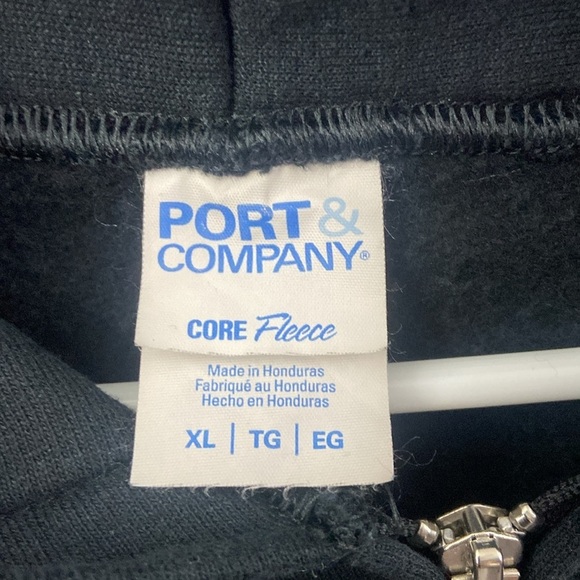 PORT &
COMPANY®
CORE Fleece
Made in Honduras
Fabriqué au Honduras
Hecho en Honduras
XL | TG | EG